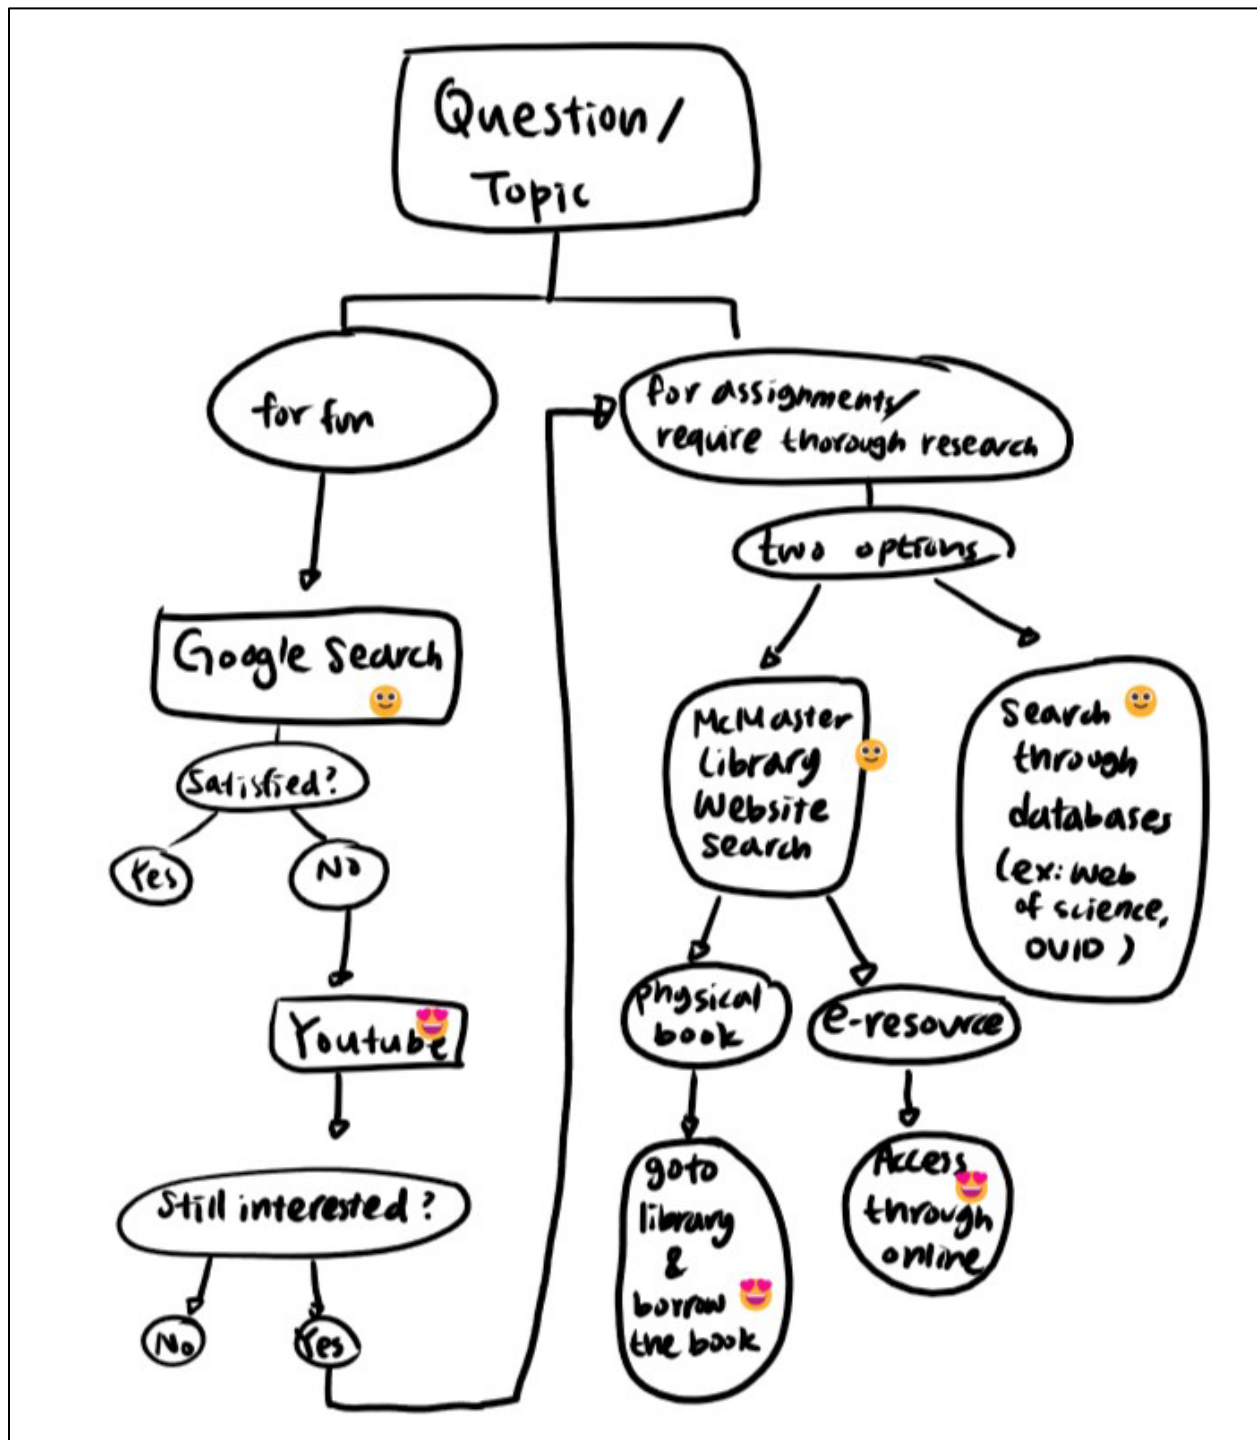 Question/
Topic
for fun
for assignments/
require thorough research
two options
Google Search
Satisfied?
Yes
No
Youtube
Still interested?
No
Yes
McMaster
Library
Website
search
Search
through
databases
(ex: web
of science,
OVID)
physical
book
e-resource
goto
library
&
borrow
the book
Access
through
online